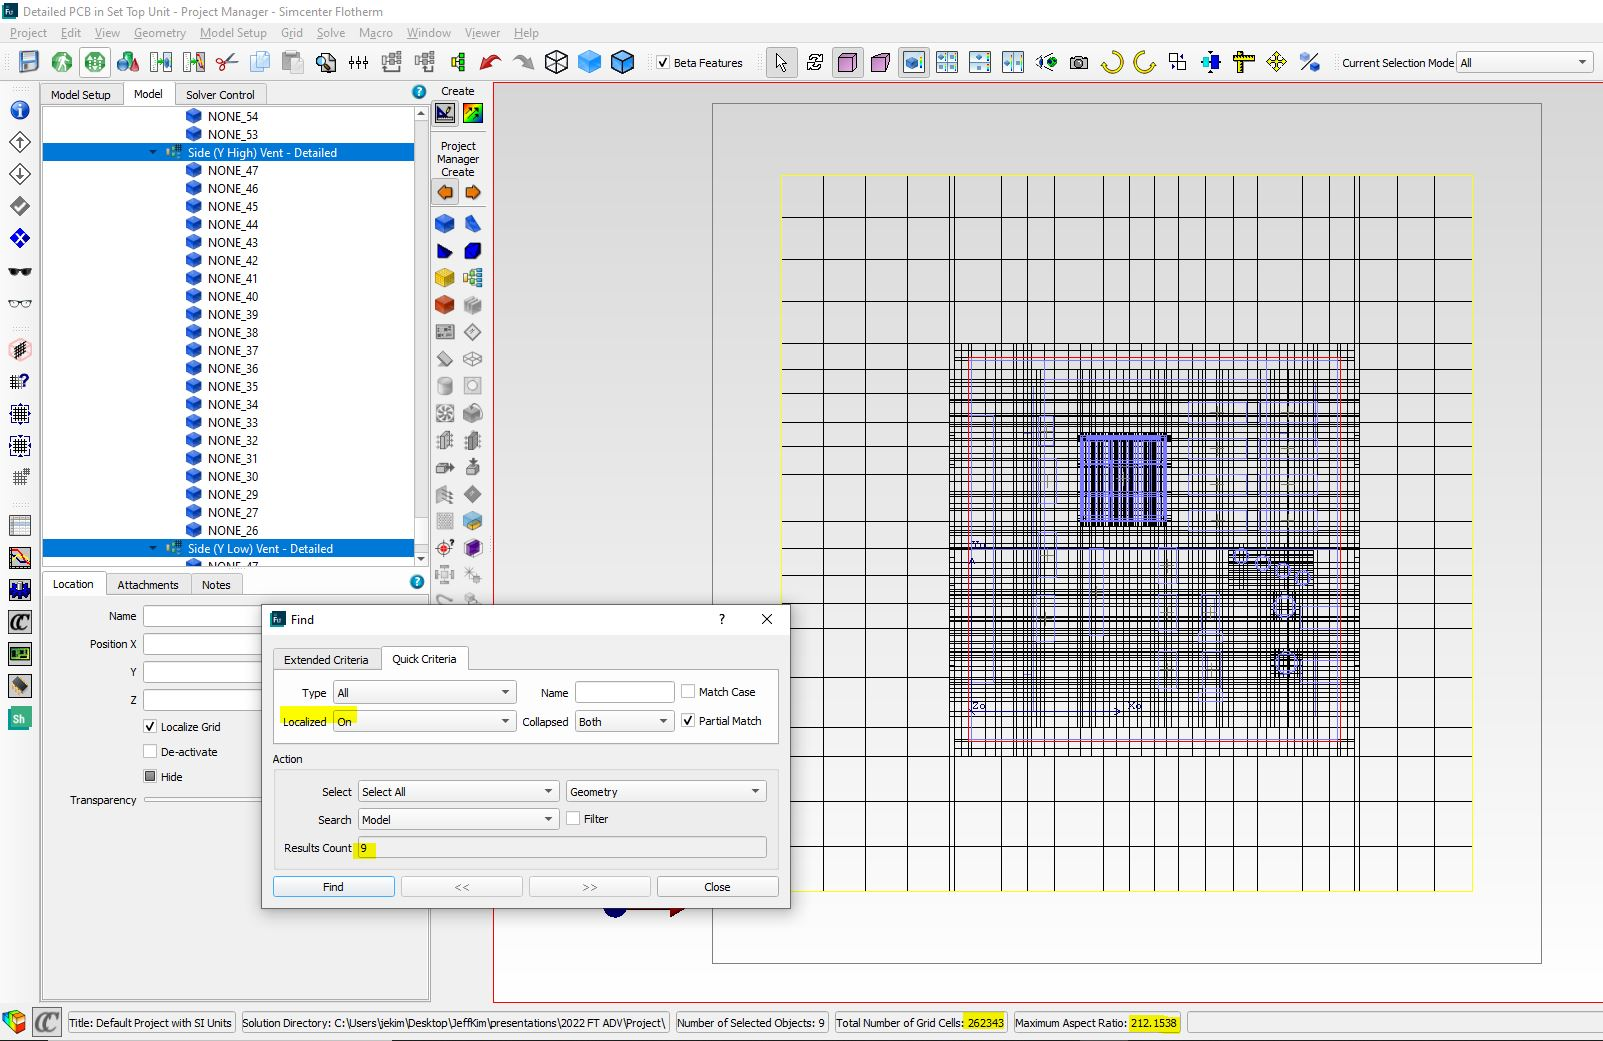 Detailed PCB in Set Top Unit - Project Manager - Simcenter Flotherm
Project Edit View Geometry Model Setup Grid Solve Macro Window Viewer Help
Beta Features
Current Selection Mode All
Model Setup Model Solver Control
Create
Project
Manager
Create
NONE_54
NONE_53
Side (Y High) Vent - Detailed
NONE_47
NONE_46
NONE_45
NONE_44
NONE_43
NONE_42
NONE_41
NONE_40
NONE_39
NONE_38
NONE_37
NONE_36
NONE_35
NONE_34
NONE_33
NONE_32
NONE_31
NONE_30
NONE_29
NONE_27
NONE_26
Side (Y Low) Vent - Detailed
NONE_47
Location Attachments Notes
Name
Position X
Y
Z
Localize Grid
De-activate
Hide
Transparency
Find
Extended Criteria Quick Criteria
Type All Name Match Case
Localized On Collapsed Both Partial Match
Action
Select Select All Geometry
Search Model Filter
Results Count 9
Find << >> Close
Zo Xo
Sh
Title: Default Project with SI Units Solution Directory: C:\Users\jekim\Desktop\JeffKim\presentations\2022 FT ADV\Project\ Number of Selected Objects: 9 Total Number of Grid Cells: 262343 Maximum Aspect Ratio: 212.1538